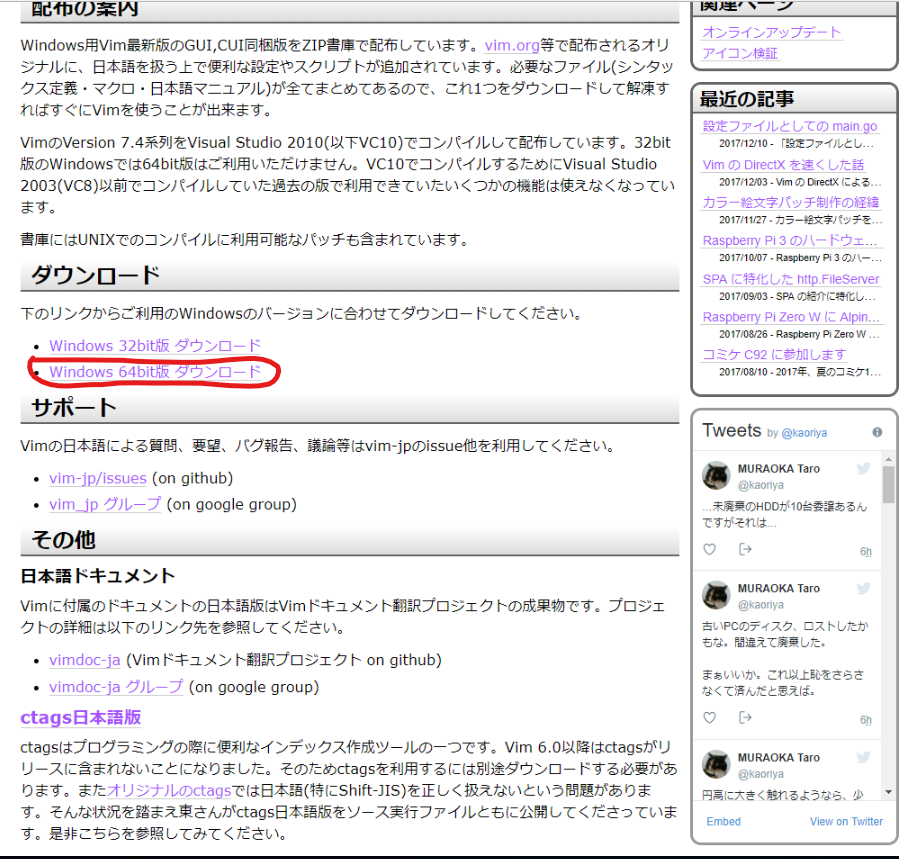 配布の案内
Windows用Vim最新版のGUI,CUI同梱版をZIP書庫で配布しています。vim.org等で配布されるオリ
ジナルに、日本語を扱う上で便利な設定やスクリプトが追加されています。必要なファイル(シンタッ
クス定義・マクロ・日本語マニュアル)が全てまとめてあるので、これ1つをダウンロードして解凍す
ればすぐにVimを使うことが出来ます。
VimのVersion 7.4系列をVisual Studio 2010(以下VC10)でコンパイルして配布しています。32bit
版のWindowsでは64bit版はご利用いただけません。VC10でコンパイルするためにVisual Studio
2003(VC8)以前でコンパイルしていた過去の版で利用できていたいくつかの機能は使えなくなってい
ます。
書庫にはUNIXでのコンパイルに利用可能なパッチも含まれています。
ダウンロード
下のリンクからご利用のWindowsのバージョンに合わせてダウンロードしてください。
• Windows 32bit版 ダウンロード
• Windows 64bit版 ダウンロード
サポート
Vimの日本語による質問、要望、バグ報告、議論等はvim-jpのissue他を利用してください。
• vim-jp/issues (on github)
• vim_jp グループ (on google group)
その他
日本語ドキュメント
Vimに付属のドキュメントの日本語版はVimドキュメント翻訳プロジェクトの成果物です。プロジェ
クトの詳細は以下のリンク先を参照してください。
• vimdoc-ja (Vimドキュメント翻訳プロジェクト on github)
• vimdoc-ja グループ (on google group)
ctags日本語版
ctagsはプログラミングの際に便利なインデックス作成ツールの一つです。Vim 6.0以降はctagsがリ
リースに含まれないことになりました。そのためctagsを利用するには別途ダウンロードする必要があ
ります。またオリジナルのctagsでは日本語(特にShift-JIS)を正しく扱えないという問題がありま
す。そんな状況を踏まえ東さんがctags日本語版をソース実行ファイルともに公開してくださっていま
す。是非こちらを参照してみてください。
関連ページ
オンラインアップデート
アイコン検証
最近の記事
設定ファイルとしての main.go
2017/12/10 - 「設定ファイルとし...
Vim の DirectX を速くした話
2017/12/03 - Vim の DirectX による...
カラー絵文字パッチ制作の経緯
2017/11/27 - カラー絵文字パッチを...
Raspberry Pi 3 のハードウェ...
2017/10/07 - Raspberry Pi 3 のハー...
SPA に特化した http.FileServer
2017/09/03 - SPA の紹介に特化し...
Raspberry Pi Zero W に Alpin...
2017/08/26 - Raspberry Pi Zero W ...
コミケ C92 に参加します
2017/08/10 - 2017年、夏のコミケ1...
Tweets by @kaoriya
MURAOKA Taro
@kaoriya
...未廃棄のHDDが10台委譲あるん
ですがそれは...
6h
MURAOKA Taro
@kaoriya
古いPCのディスク、ロストしたか
もな。間違えて廃棄した。
まぁいいか。これ以上恥をさらさ
なくて済んだと思えば。
6h
MURAOKA Taro
@kaoriya
円高に大きく触れるようなら、少
Embed
View on Twitter